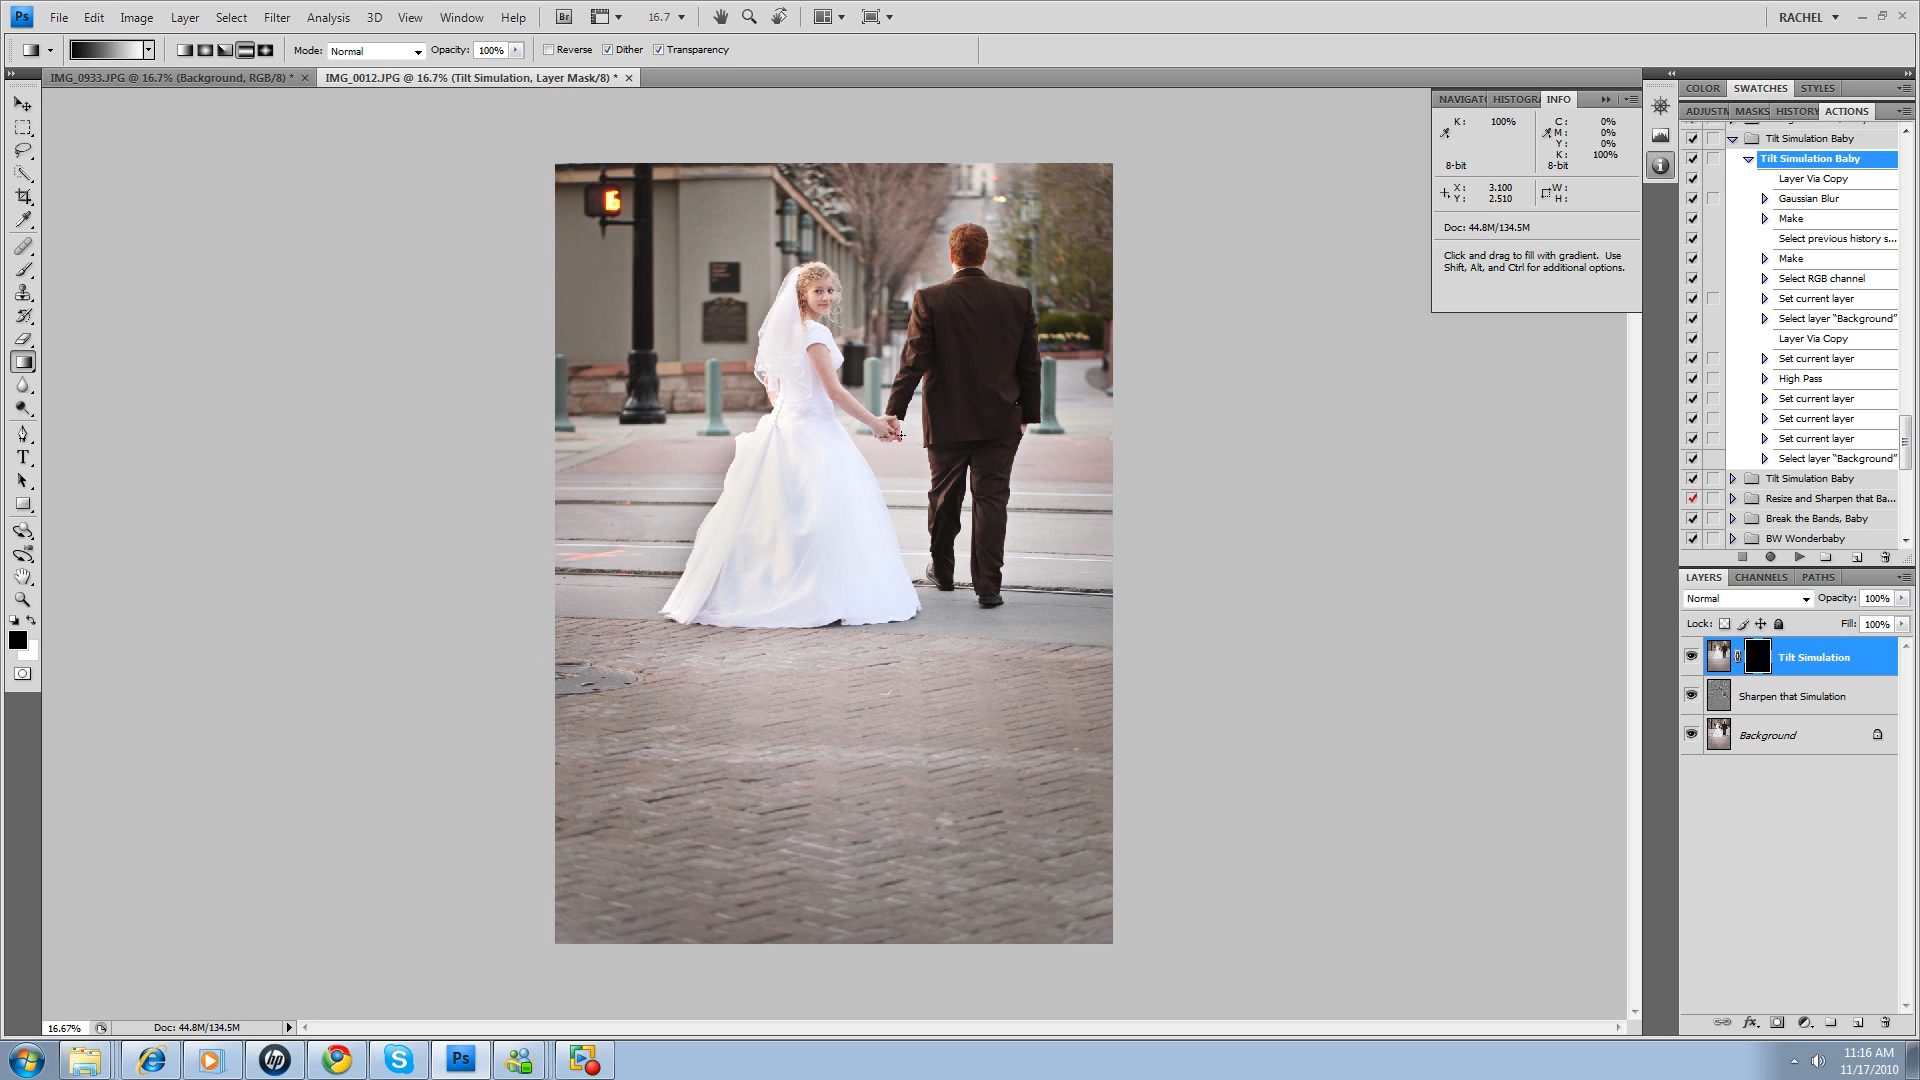 Ps File Edit Image Layer Select Filter Analysis 3D View Window Help Br 16.7 RACHEL
Mode: Normal Opacity: 100% Reverse Dither Transparency
IMG_0933.JPG @ 16.7% (Background, RGB/8) * × IMG_0012.JPG @ 16.7% (Tilt Simulation, Layer Mask/8) * ×
NAVIGAT HISTOGRA INFO
K: 100% C: 0%
M: 0%
Y: 0%
K: 100%
8-bit 8-bit
X: 3.100 W:
Y: 2.510 H:
Doc: 44.8M/134.5M
Click and drag to fill with gradient. Use
Shift, Alt, and Ctrl for additional options.
COLOR SWATCHES STYLES
ADJUSTN MASKS HISTORY ACTIONS
Tilt Simulation Baby
Tilt Simulation Baby
Layer Via Copy
Gaussian Blur
Make
Select previous history s...
Make
Select RGB channel
Set current layer
Select layer "Background"
Layer Via Copy
Set current layer
High Pass
Set current layer
Set current layer
Set current layer
Select layer "Background"
Tilt Simulation Baby
Resize and Sharpen that Ba...
Break the Bands, Baby
BW Wonderbaby
LAYERS CHANNELS PATHS
Normal Opacity: 100%
Lock: Fill: 100%
Tilt Simulation
Sharpen that Simulation
Background
fx
6
T
16.67% Doc: 44.8M/134.5M
hp S Ps
11:16 AM
11/17/2010